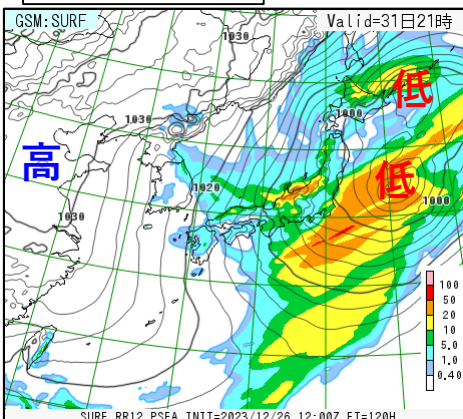 GSM:SURF
Valid=31日21時
1030
低
1030
1000
高
低
1020
1000
1030
100
50
20
10
5.0
1.0
0.40
SURF RR12 PSEA INIT=2023/12/26 12:00Z FT=120H